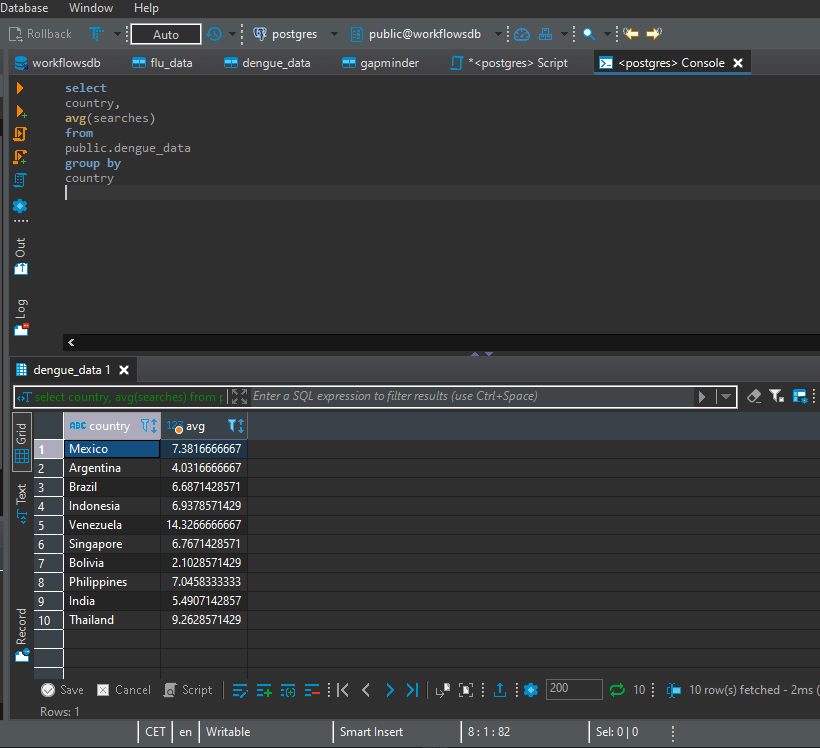 Database Window Help
Rollback Auto postgres public@workflowsdb
workflowsdb flu_data dengue_data gapminder *<postgres> Script <postgres> Console
select
country,
avg(searches)
from
public.dengue_data
group by
country
Out
Log
dengue_data 1
select country, avg(searches) from Enter a SQL expression to filter results (use Ctrl+Space)
Grid
Text
Record
ABC country 123 avg
1 Mexico 7.3816666667
2 Argentina 4.0316666667
3 Brazil 6.6871428571
4 Indonesia 6.9378571429
5 Venezuela 14.3266666667
6 Singapore 6.7671428571
7 Bolivia 2.1028571429
8 Philippines 7.0458333333
9 India 5.4907142857
10 Thailand 9.2628571429
Save Cancel Script 200 10 10 row(s) fetched - 2ms (
Rows: 1
CET en Writable Smart Insert 8 : 1 : 82 Sel: 0 | 0